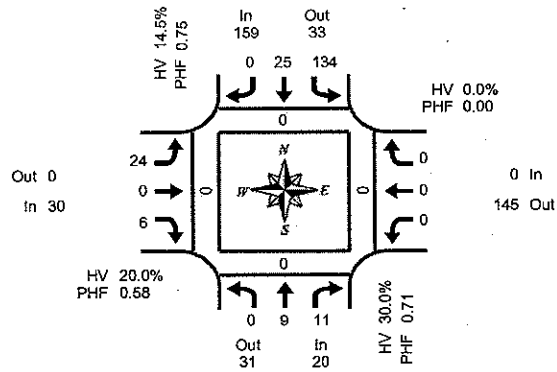 HV 14.5%
PHF 0.75
In
159
Out
33
0 25 134
HV 0.0%
PHF 0.00
0
Out 0
In 30
24
0
6
0
N
W E
S
0
0
0
0
0 In
145 Out
0
HV 20.0%
PHF 0.58
0 9 11
Out
31
In
20
HV 30.0%
PHF 0.71